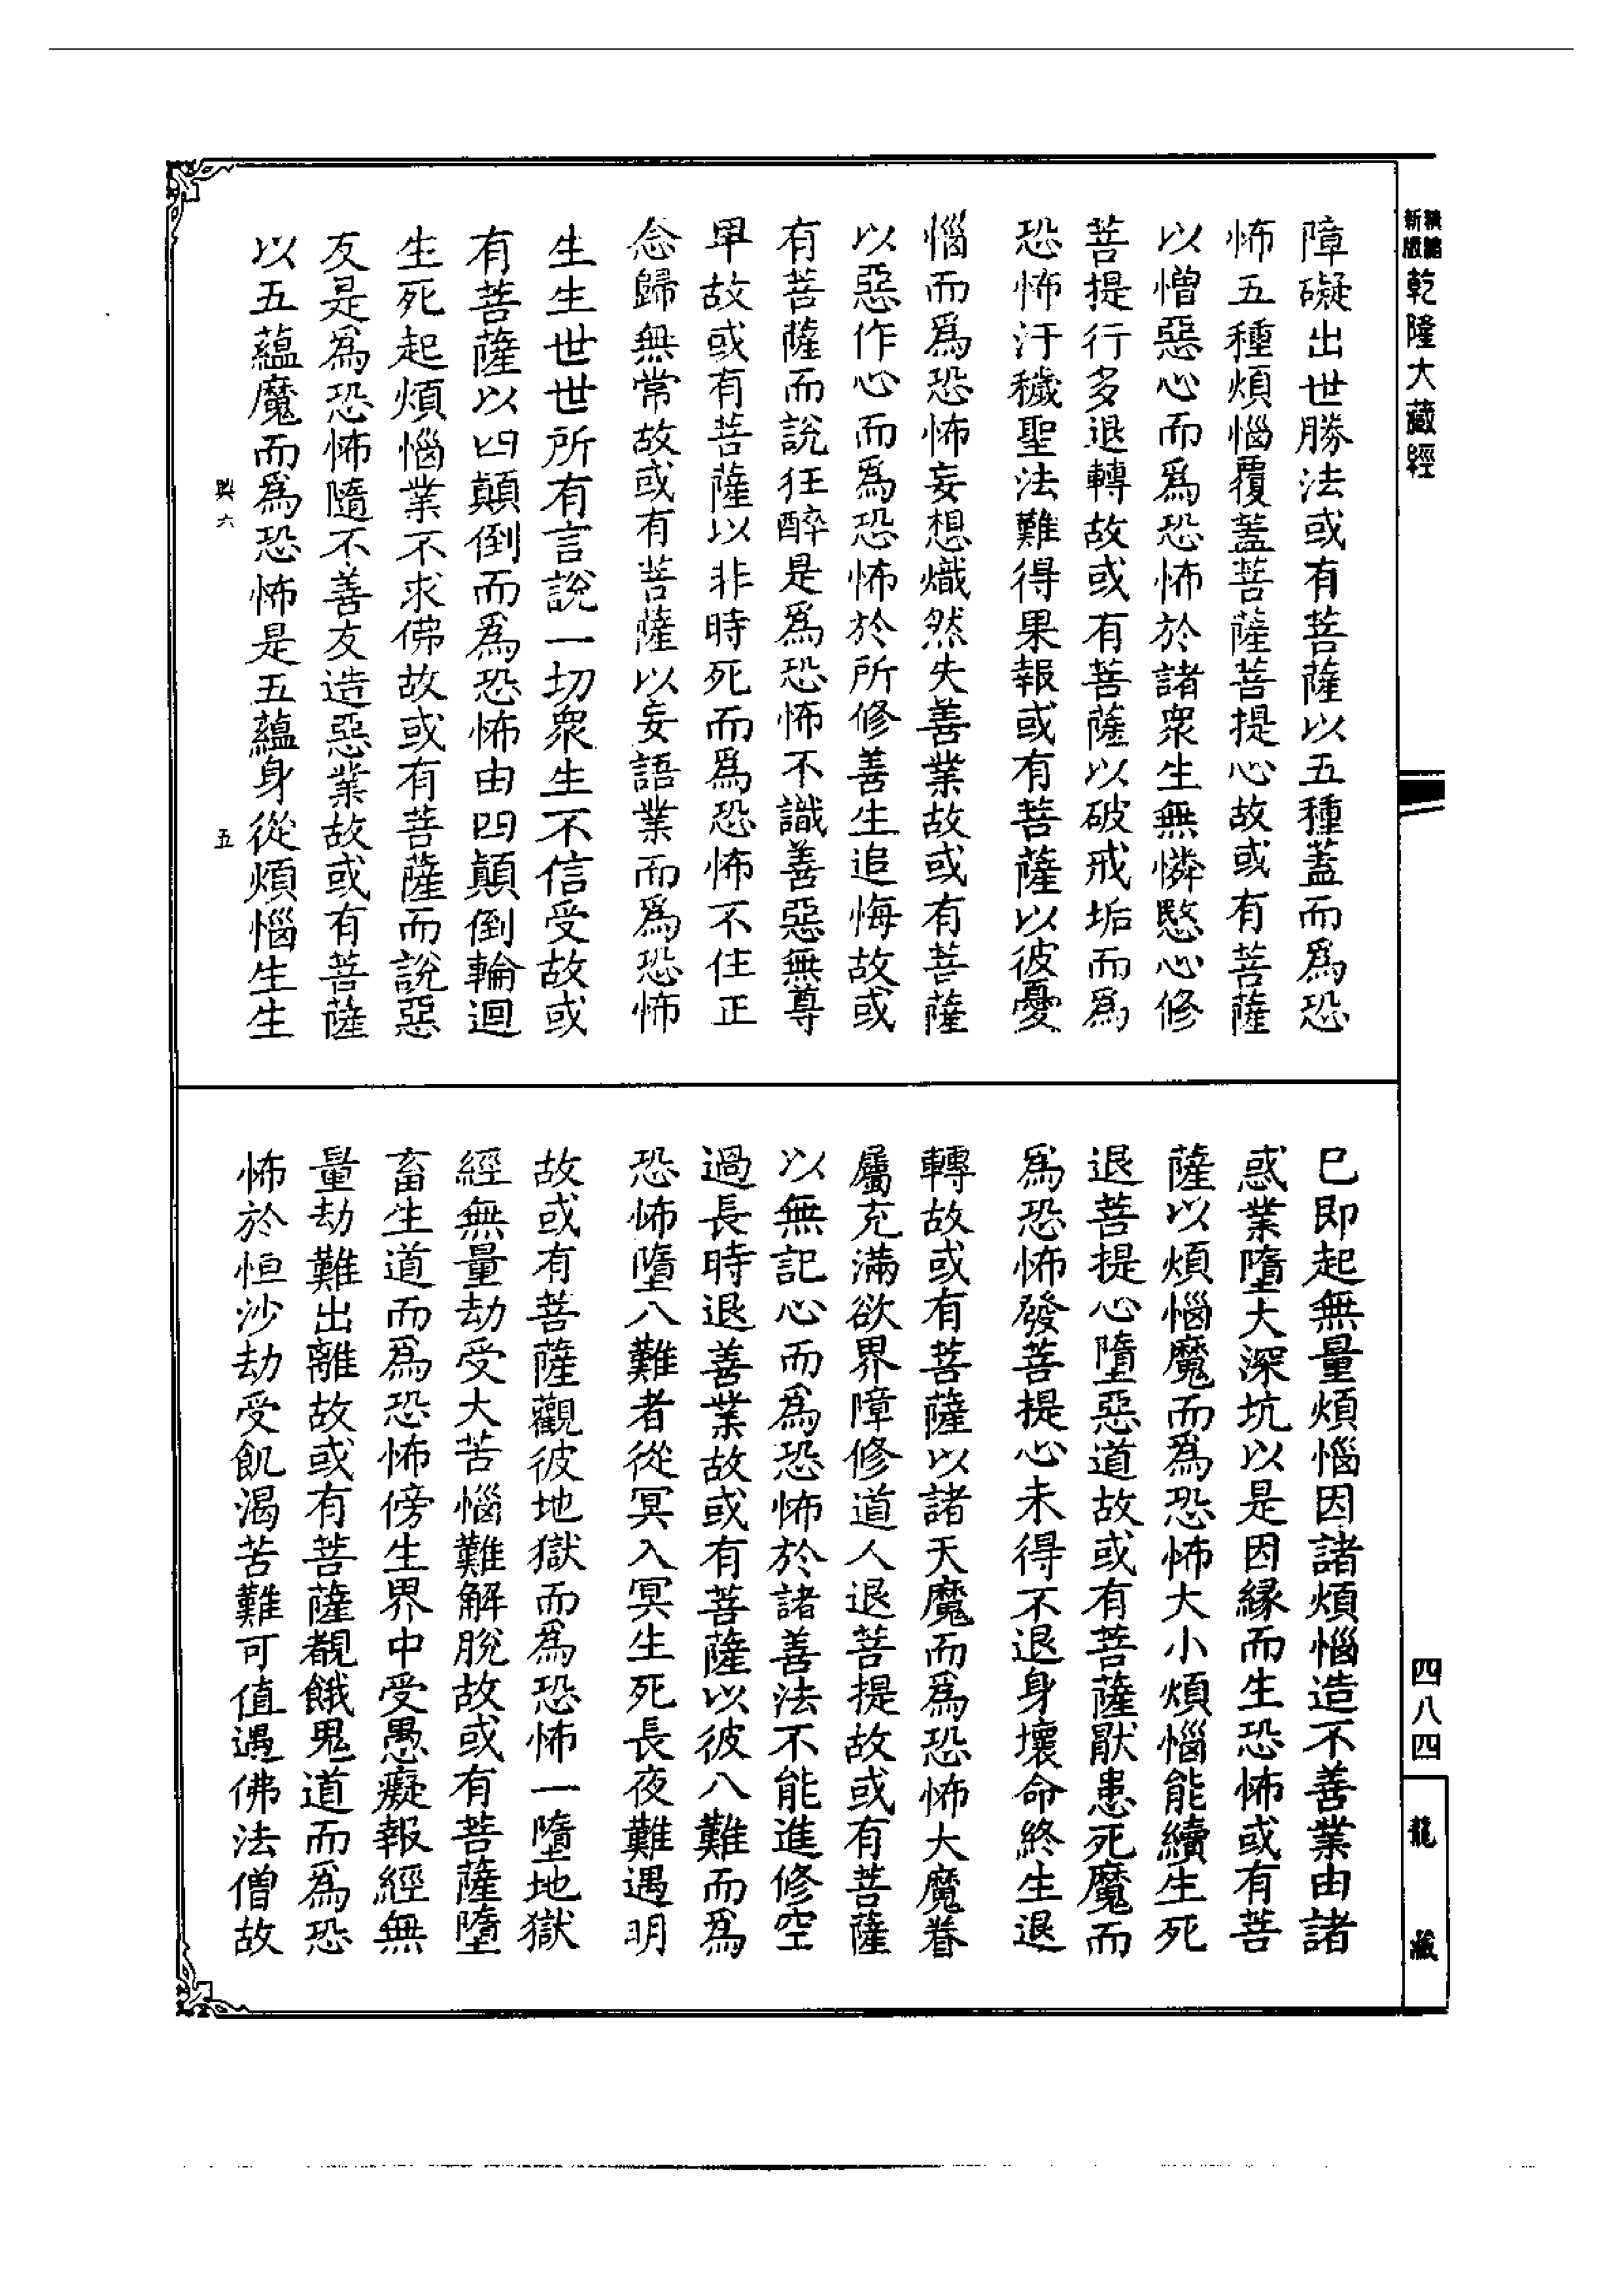 新版
精縮
乾隆大藏經
障礙出世勝法或有菩薩以五種蓋而爲恐
怖五種煩惱覆蓋菩薩菩提心故或有菩薩
以憎惡心而爲恐怖於諸衆生無憐愍心修
菩提行多退轉故或有菩薩以破戒垢而爲
恐怖汙穢聖法難得果報或有菩薩以彼憂
惱而爲恐怖妄想熾然失善業故或有菩薩
以惡作心而爲恐怖於所修善生追悔故或
有菩薩而說狂醉是爲恐怖不識善惡無尊
卑故或有菩薩以非時死而爲恐怖不住正
念歸無常故或有菩薩以妄語業而爲恐怖
生生世世所有言說一切衆生不信受故或
有菩薩以四顛倒而爲恐怖由四顛倒輪迴
生死起煩惱業不求佛故或有菩薩而說惡
友是爲恐怖隨不善友造惡業故或有菩薩
以五蘊魔而爲恐怖是五蘊身從煩惱生生
興六
五
已即起無量煩惱因諸煩惱造不善業由諸
惑業墮大深坑以是因緣而生恐怖或有菩
薩以煩惱魔而爲恐怖大小煩惱能續生死
退菩提心墮惡道故或有菩薩猒患死魔而
爲恐怖發菩提心未得不退身壞命終生退
轉故或有菩薩以諸天魔而爲恐怖大魔眷
屬充滿欲界障修道人退菩提故或有菩薩
以無記心而爲恐怖於諸善法不能進修空
過長時退善業故或有菩薩以彼八難而爲
恐怖墮八難者從冥入冥生死長夜難遇明
故或有菩薩觀彼地獄而爲恐怖一墮地獄
經無量劫受大苦惱難解脫故或有菩薩墮
畜生道而爲恐怖傍生界中受愚癡報經無
量劫難出離故或有菩薩覩餓鬼道而爲恐
怖於恒沙劫受飢渴苦難可值遇佛法僧故
四八四
龍藏